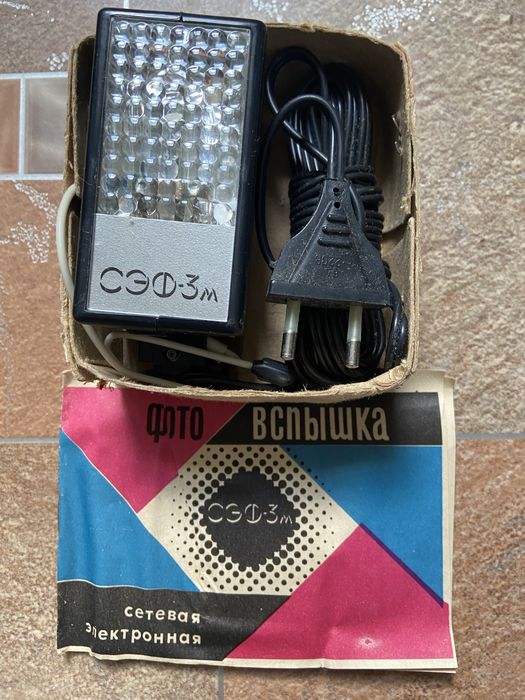 СЭФ-3м
фото вспышка
СЭФ-3м
сетевая
электронная